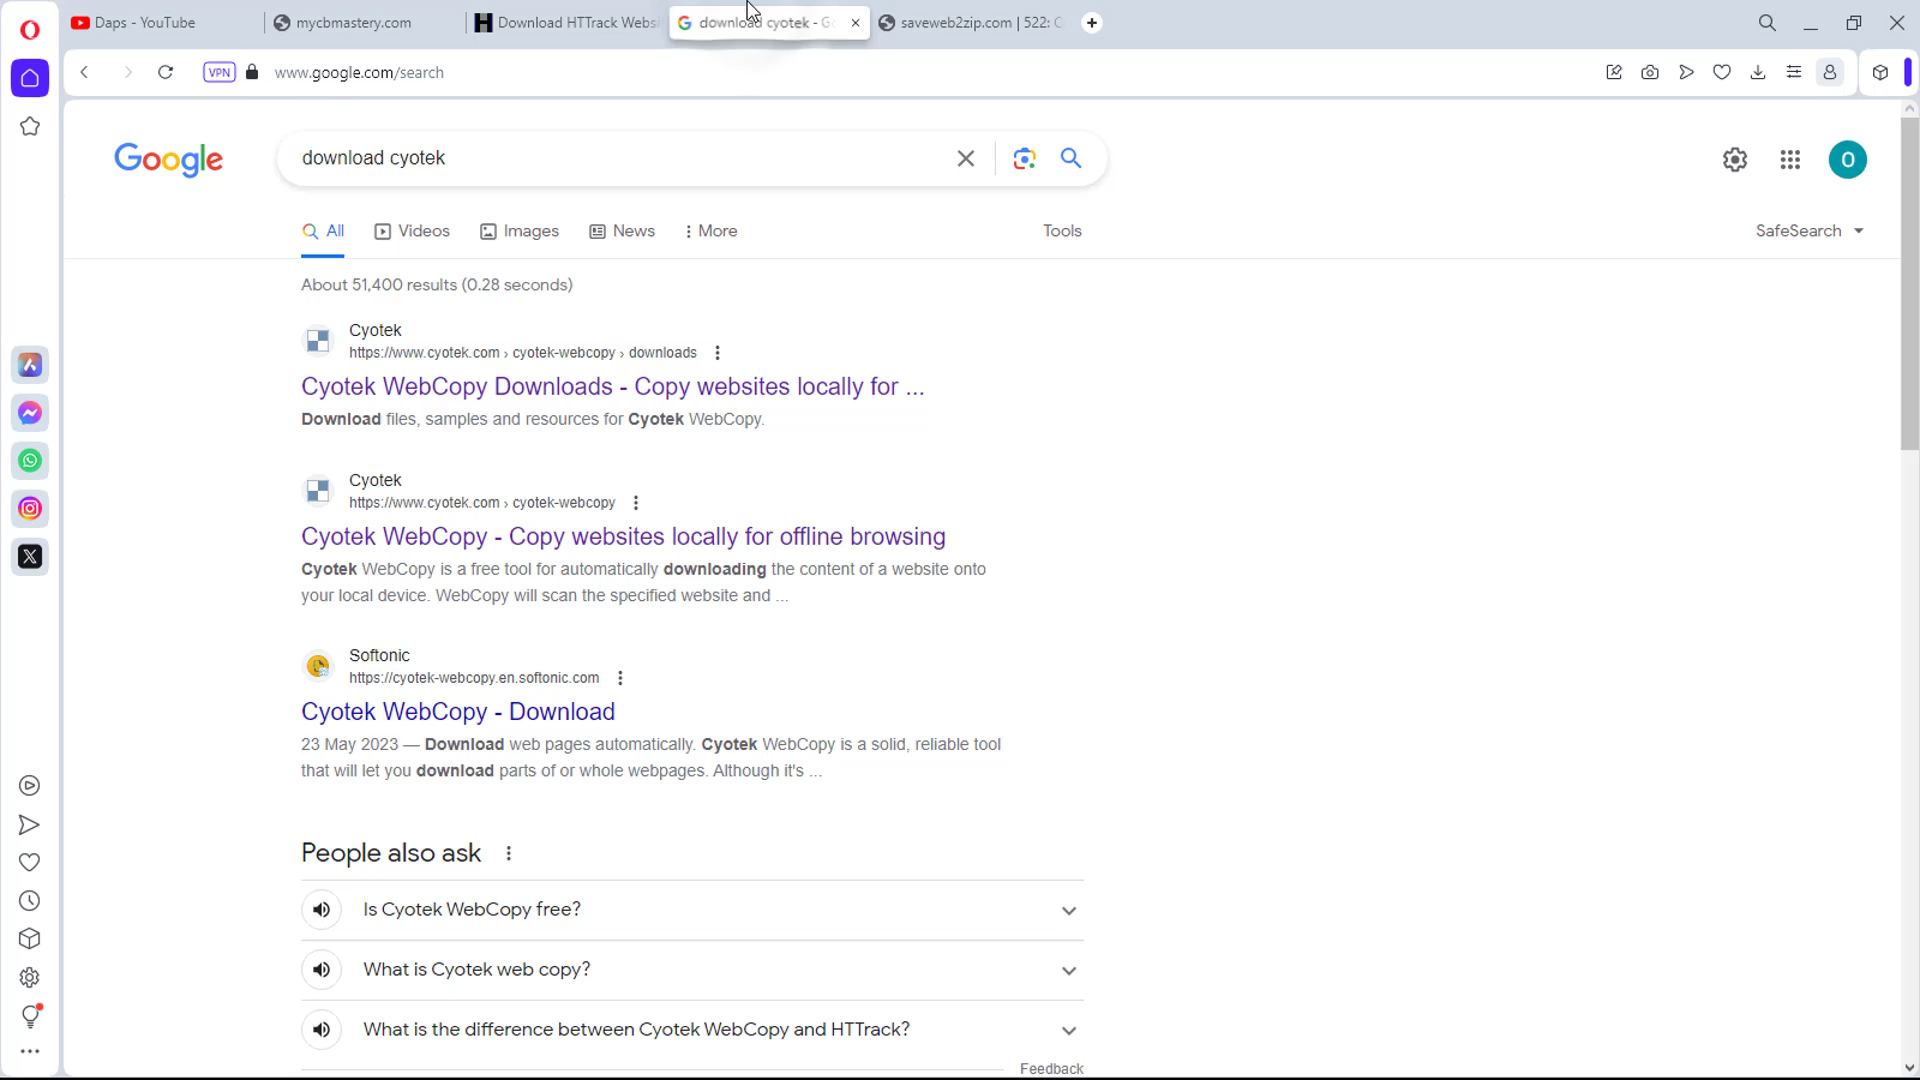 Daps - YouTube
mycbmastery.com
Download HTTrack Websi
download cyotek - Go
saveweb2zip.com | 522: C
VPN
www.google.com/search
Google
download cyotek
O
All
Videos
Images
News
More
Tools
SafeSearch
About 51,400 results (0.28 seconds)
Cyotek
https://www.cyotek.com › cyotek-webcopy › downloads
Cyotek WebCopy Downloads - Copy websites locally for ...
Download files, samples and resources for Cyotek WebCopy.
Cyotek
https://www.cyotek.com › cyotek-webcopy
Cyotek WebCopy - Copy websites locally for offline browsing
Cyotek WebCopy is a free tool for automatically downloading the content of a website onto
your local device. WebCopy will scan the specified website and ...
Softonic
https://cyotek-webcopy.en.softonic.com
Cyotek WebCopy - Download
23 May 2023 — Download web pages automatically. Cyotek WebCopy is a solid, reliable tool
that will let you download parts of or whole webpages. Although it's ...
People also ask
Is Cyotek WebCopy free?
What is Cyotek web copy?
What is the difference between Cyotek WebCopy and HTTrack?
Feedback